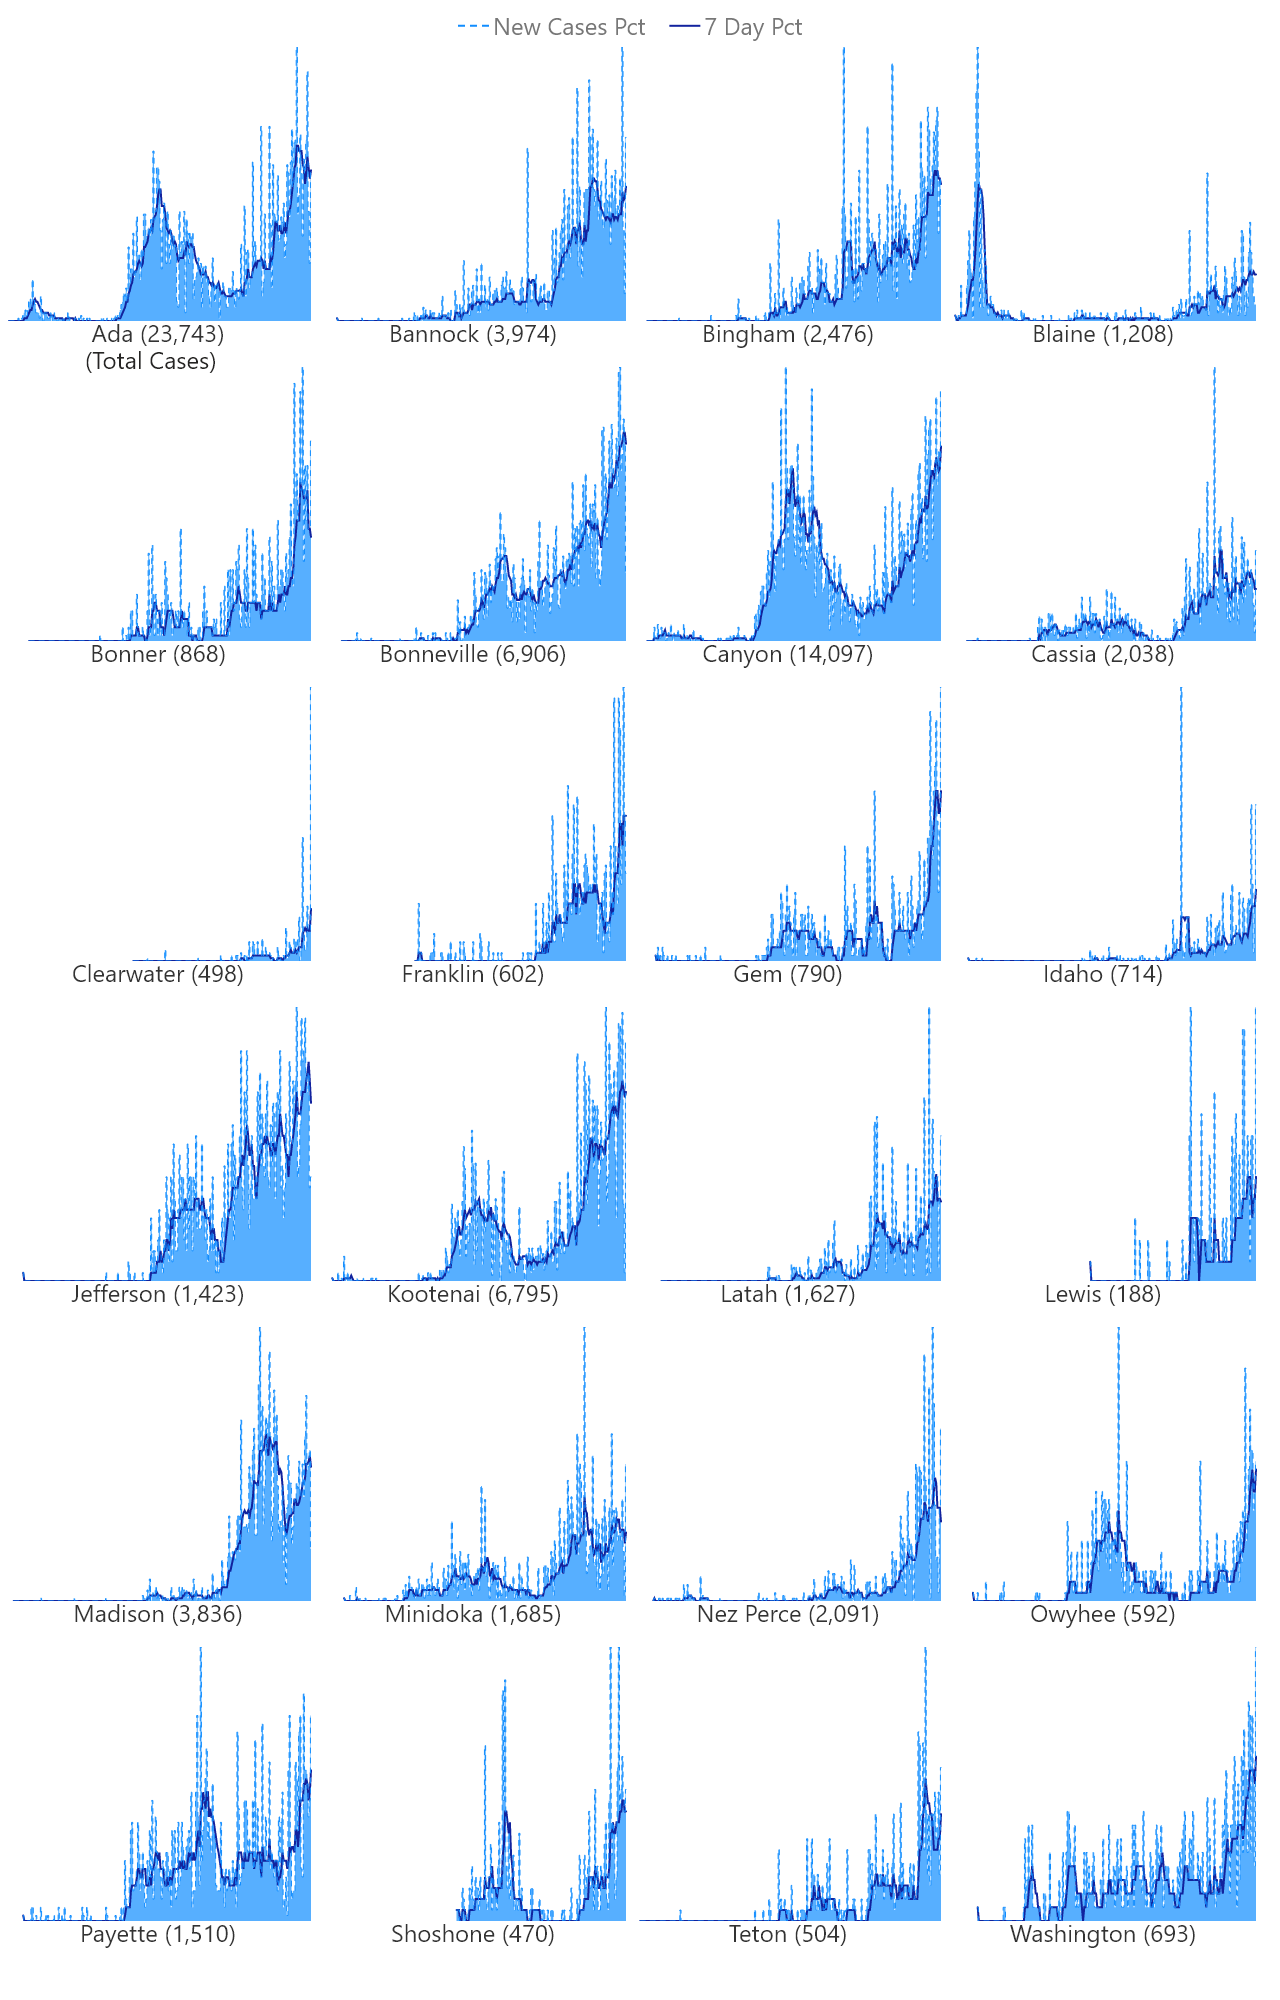 New Cases Pct 7 Day Pct
Ada (23,743) Bannock (3,974) Bingham (2,476) Blaine (1,208)
(Total Cases)
Bonner (868) Bonneville (6,906) Canyon (14,097) Cassia (2,038)
Clearwater (498) Franklin (602) Gem (790) Idaho (714)
Jefferson (1,423) Kootenai (6,795) Latah (1,627) Lewis (188)
Madison (3,836) Minidoka (1,685) Nez Perce (2,091) Owyhee (592)
Payette (1,510) Shoshone (470) Teton (504) Washington (693)